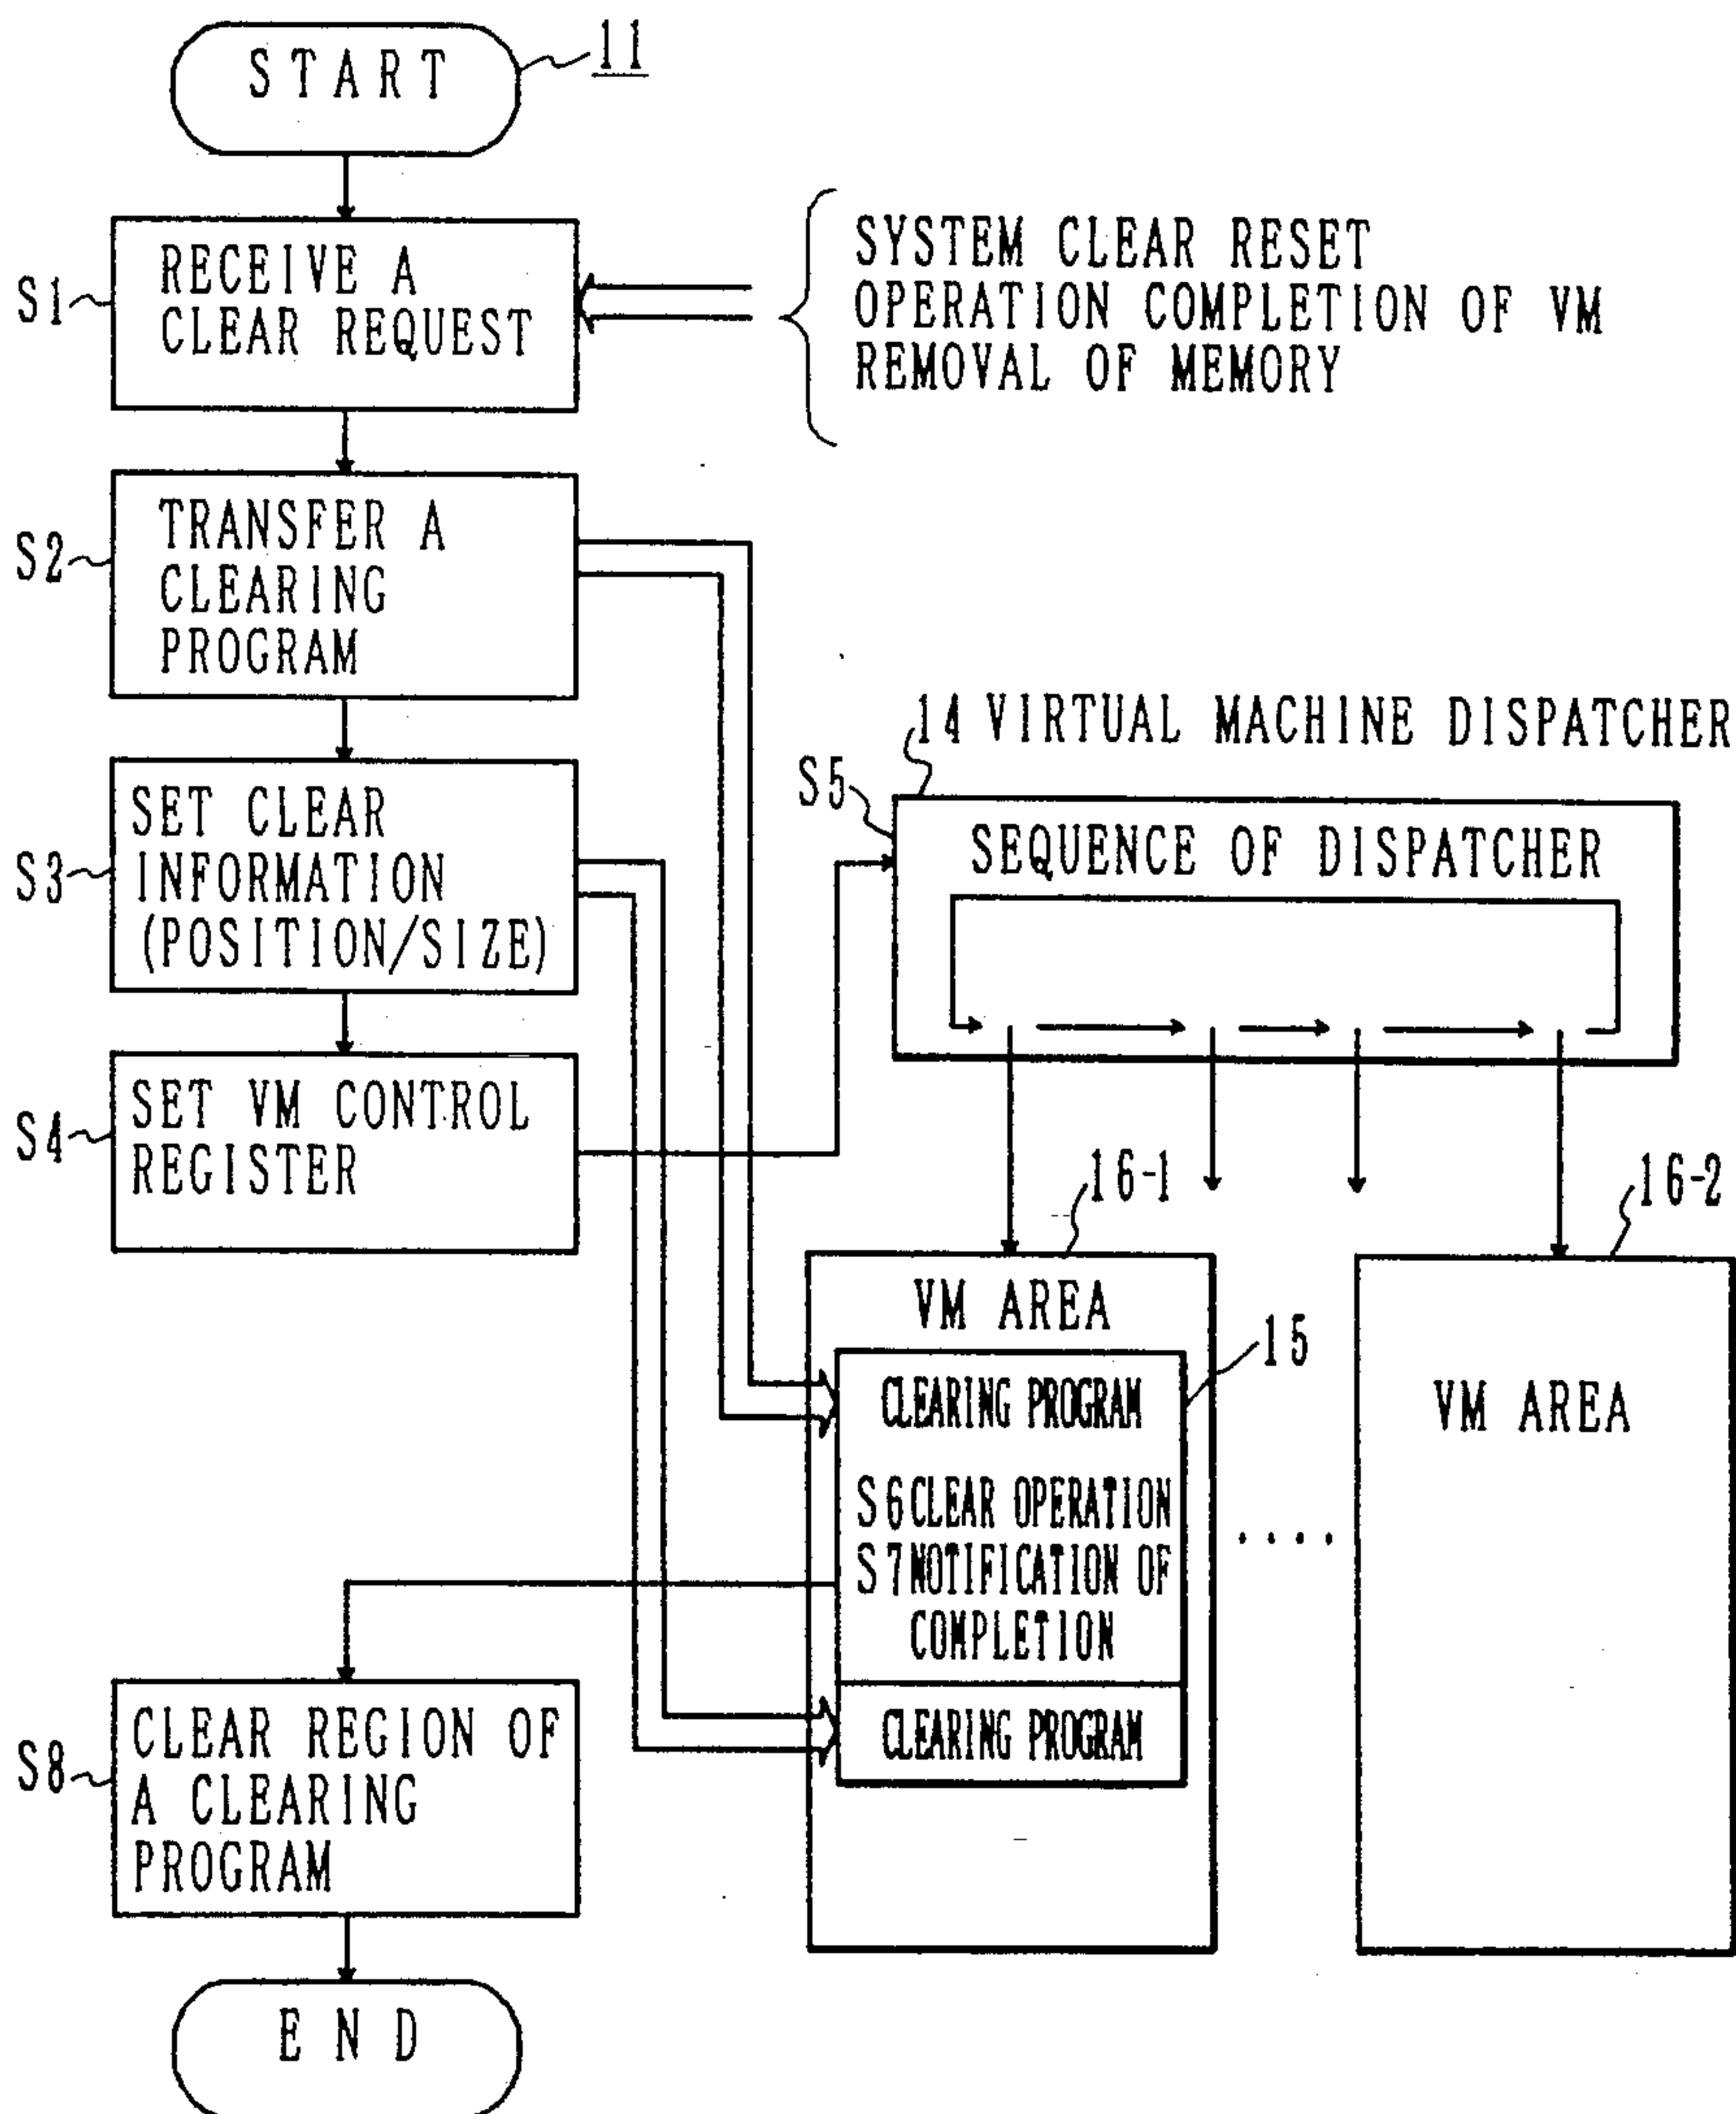 START
11
S1
RECEIVE A
CLEAR REQUEST
SYSTEM CLEAR RESET
OPERATION COMPLETION OF VM
REMOVAL OF MEMORY
S2
TRANSFER A
CLEARING
PROGRAM
S3
SET CLEAR
INFORMATION
(POSITION/SIZE)
S4
SET VM CONTROL
REGISTER
14 VIRTUAL MACHINE DISPATCHER
S5
SEQUENCE OF DISPATCHER
16-1
16-2
VM AREA
15
CLEARING PROGRAM
S6 CLEAR OPERATION
S7 NOTIFICATION OF
COMPLETION
CLEARING PROGRAM
VM AREA
....
S8
CLEAR REGION OF
A CLEARING
PROGRAM
END